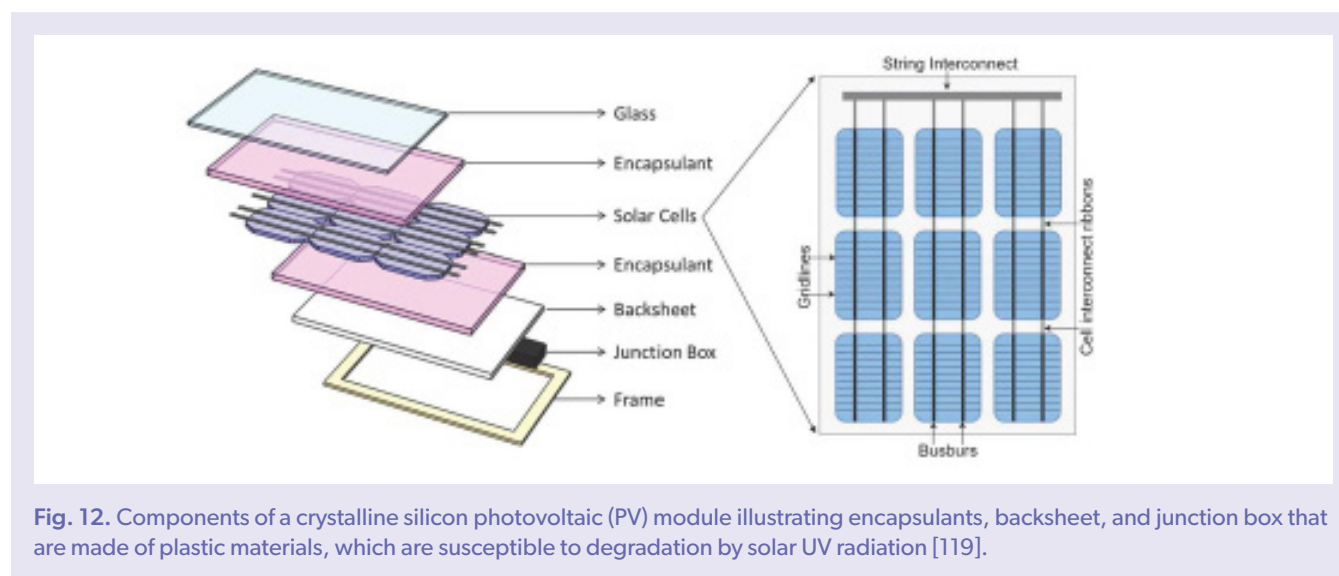 Glass
Encapsulant
Solar Cells
Encapsulant
Backsheet
Junction Box
Frame
String Interconnect
Gridlines
Cell interconnect ribbons
Busburs
Fig. 12. Components of a crystalline silicon photovoltaic (PV) module illustrating encapsulants, backsheet, and junction box that
are made of plastic materials, which are susceptible to degradation by solar UV radiation [119].